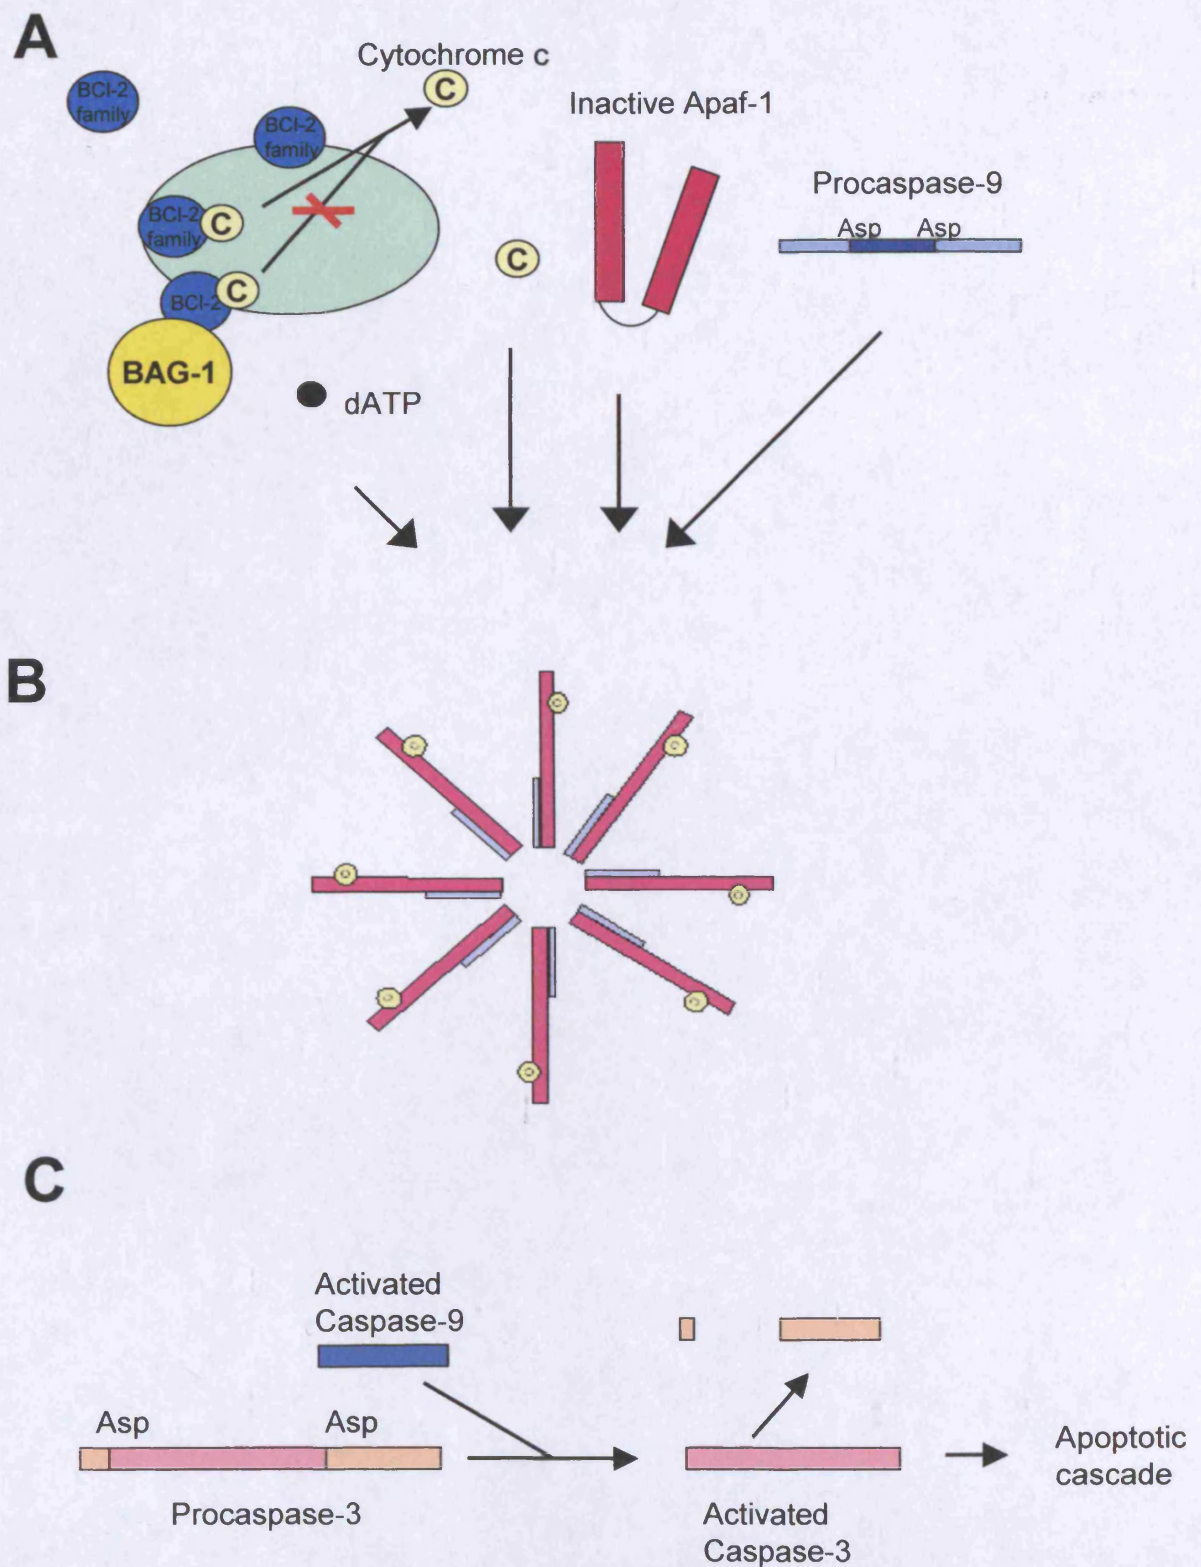 A
Cytochrome c
C
BCl-2
family
Inactive Apaf-1
BCl-2
family
Procaspase-9
Asp Asp
BCl-2
family
C
C
C
BCl-2
BAG-1
dATP
B
C
Activated
Caspase-9
Asp Asp
Apoptotic
cascade
Procaspase-3
Activated
Caspase-3